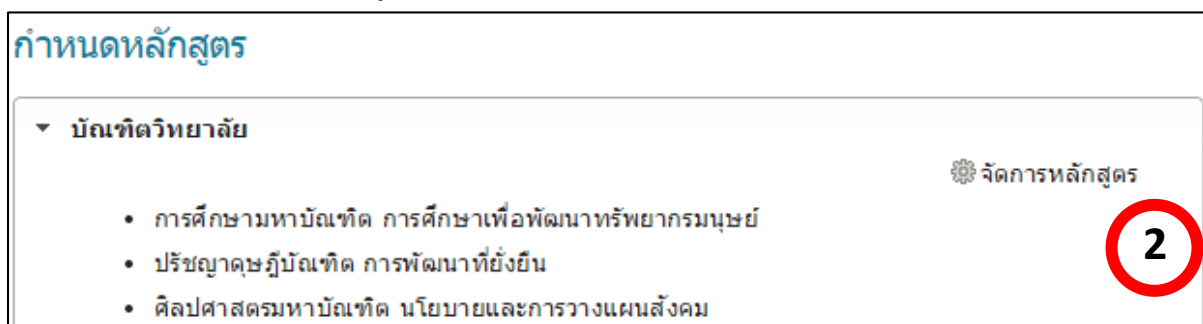 กำหนดหลักสูตร
บัณฑิตวิทยาลัย
จัดการหลักสูตร
การศึกษามหาบัณฑิต การศึกษาเพื่อพัฒนาทรัพยากรมนุษย์
2
ปรัชญาดุษฎีบัณฑิต การพัฒนาที่ยั่งยืน
ศิลปศาสตรมหาบัณฑิต นโยบายและการวางแผนสังคม